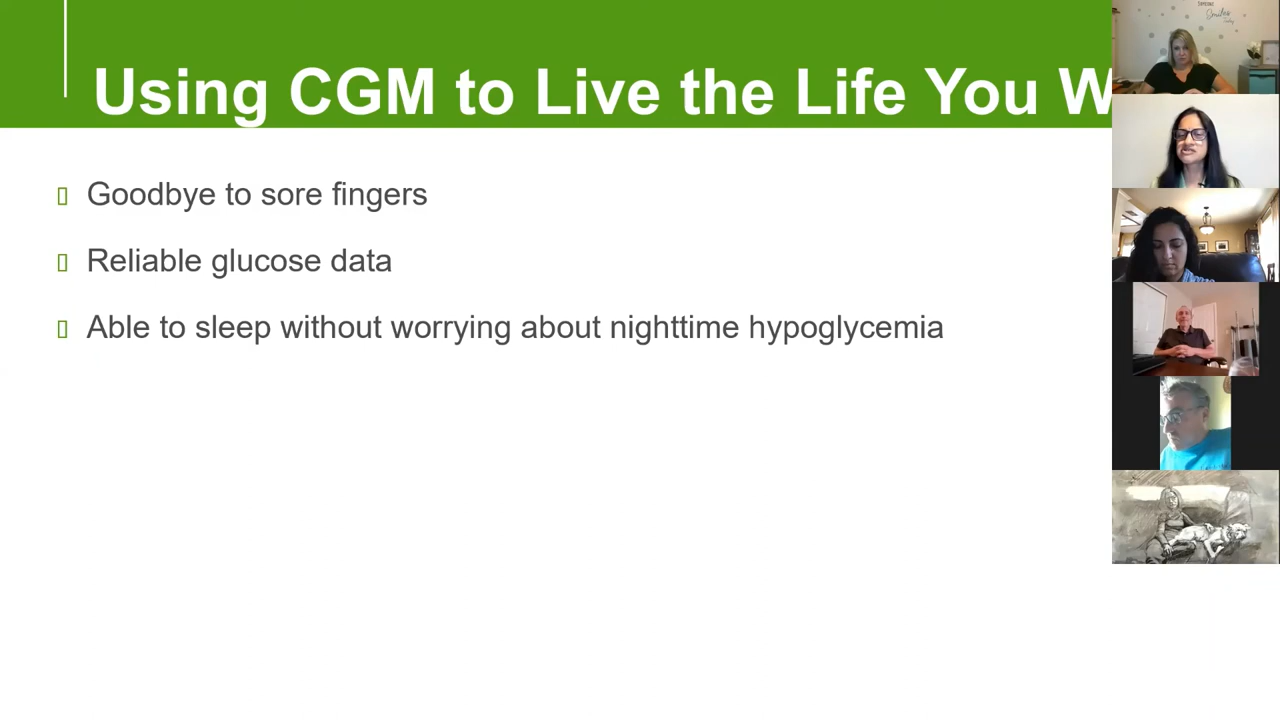 Using CGM to Live the Life You W
Goodbye to sore fingers
Reliable glucose data
Able to sleep without worrying about nighttime hypoglycemia
Smiles